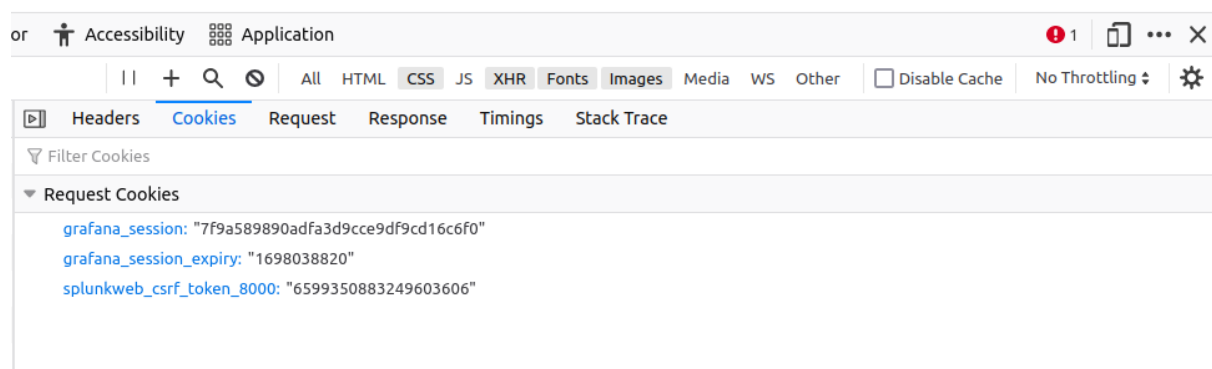 or Accessibility Application 1
All HTML CSS JS XHR Fonts Images Media WS Other Disable Cache No Throttling
Headers Cookies Request Response Timings Stack Trace
Filter Cookies
Request Cookies
grafana_session: "7f9a589890adfa3d9cce9df9cd16c6f0"
grafana_session_expiry: "1698038820"
splunkweb_csrf_token_8000: "6599350883249603606"